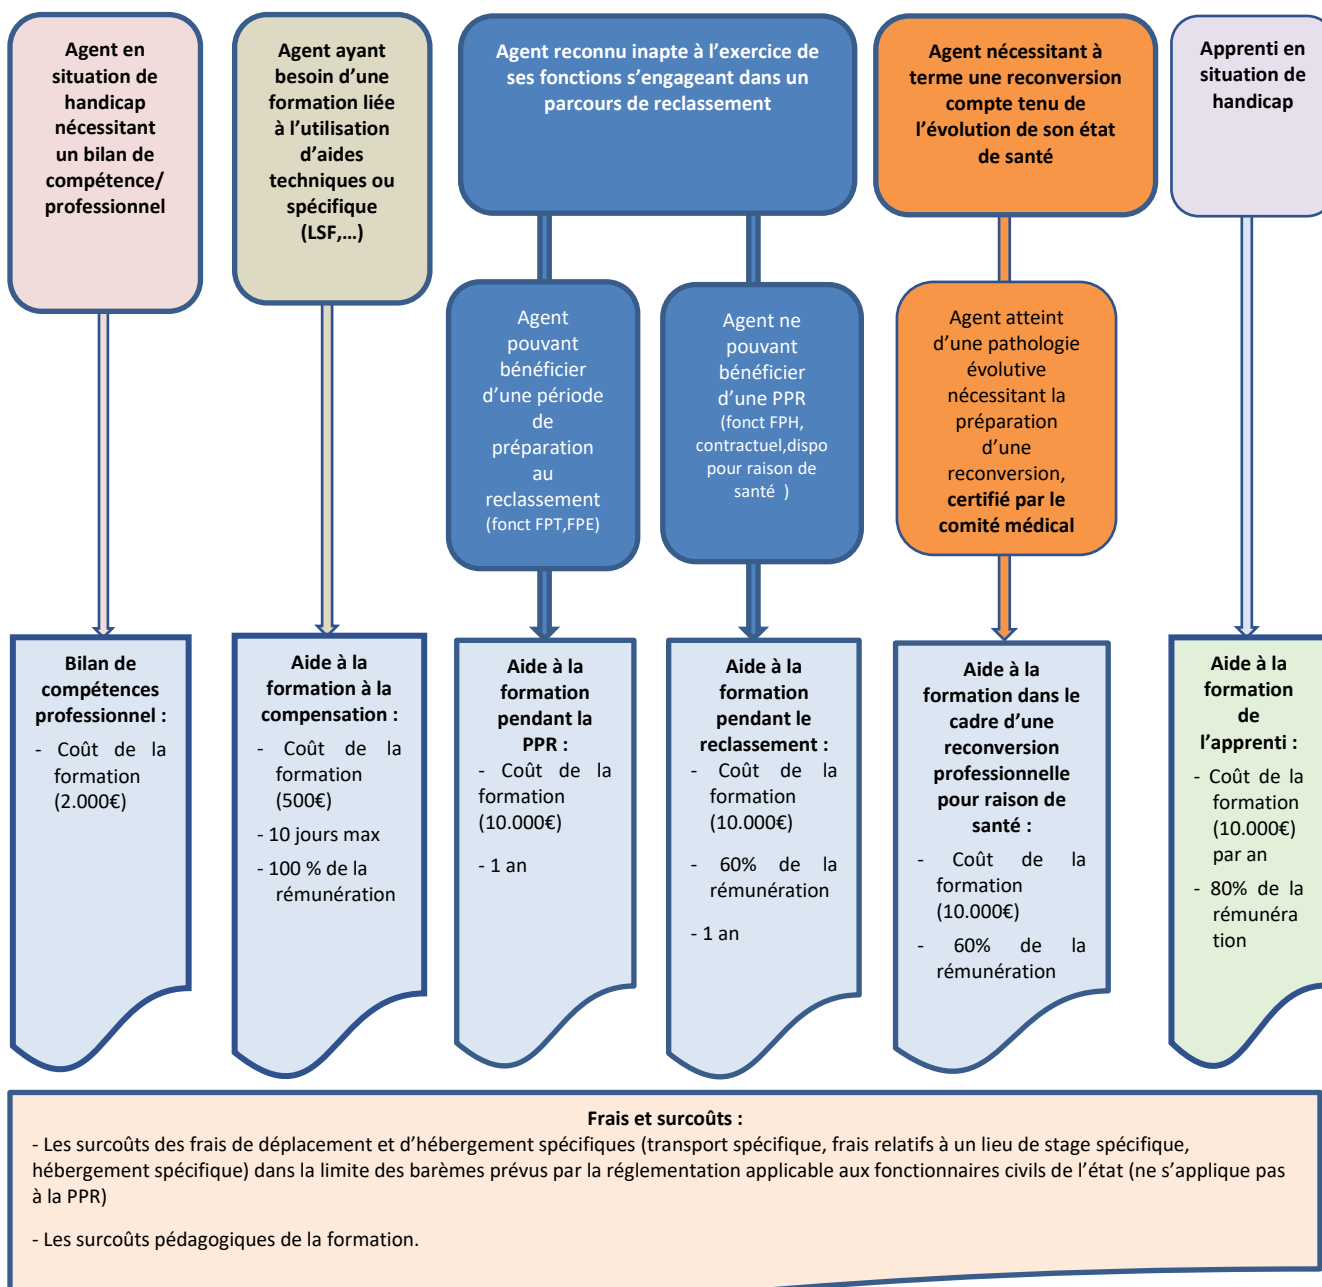 Agent en
situation de
handicap
nécessitant
un bilan de
compétence/
professionnel
Agent ayant
besoin d’une
formation liée
à l’utilisation
d’aides
techniques ou
spécifique
(LSF,…)
Agent reconnu inapte à l’exercice de
ses fonctions s’engageant dans un
parcours de reclassement
Agent nécessitant à
terme une reconversion
compte tenu de
l’évolution de son état
de santé
Apprenti en
situation de
handicap
Agent
pouvant
bénéficier
d’une période
de
préparation
au
reclassement
(fonct FPT,FPE)
Agent ne
pouvant
bénéficier
d’une PPR
(fonct FPH,
contractuel,dispo
pour raison de
santé )
Agent atteint
d’une pathologie
évolutive
nécessitant la
préparation
d’une
reconversion,
certifié par le
comité médical
Bilan de
compétences
professionnel :
- Coût de la
formation
(2.000€)
Aide à la
formation à la
compensation :
- Coût de la
formation
(500€)
- 10 jours max
- 100 % de la
rémunération
Aide à la
formation
pendant la
PPR :
- Coût de la
formation
(10.000€)
- 1 an
Aide à la
formation
pendant le
reclassement :
- Coût de la
formation
(10.000€)
- 60% de la
rémunération
- 1 an
Aide à la
formation dans le
cadre d’une
reconversion
professionnelle
pour raison de
santé :
- Coût de la
formation
(10.000€)
- 60% de la
rémunération
Aide à la
formation
de
l’apprenti :
- Coût de la
formation
(10.000€)
par an
- 80% de la
rémunéra
tion
Frais et surcoûts :
- Les surcoûts des frais de déplacement et d’hébergement spécifiques (transport spécifique, frais relatifs à un lieu de stage spécifique,
hébergement spécifique) dans la limite des barèmes prévus par la réglementation applicable aux fonctionnaires civils de l’état (ne s’applique pas
à la PPR)
- Les surcoûts pédagogiques de la formation.